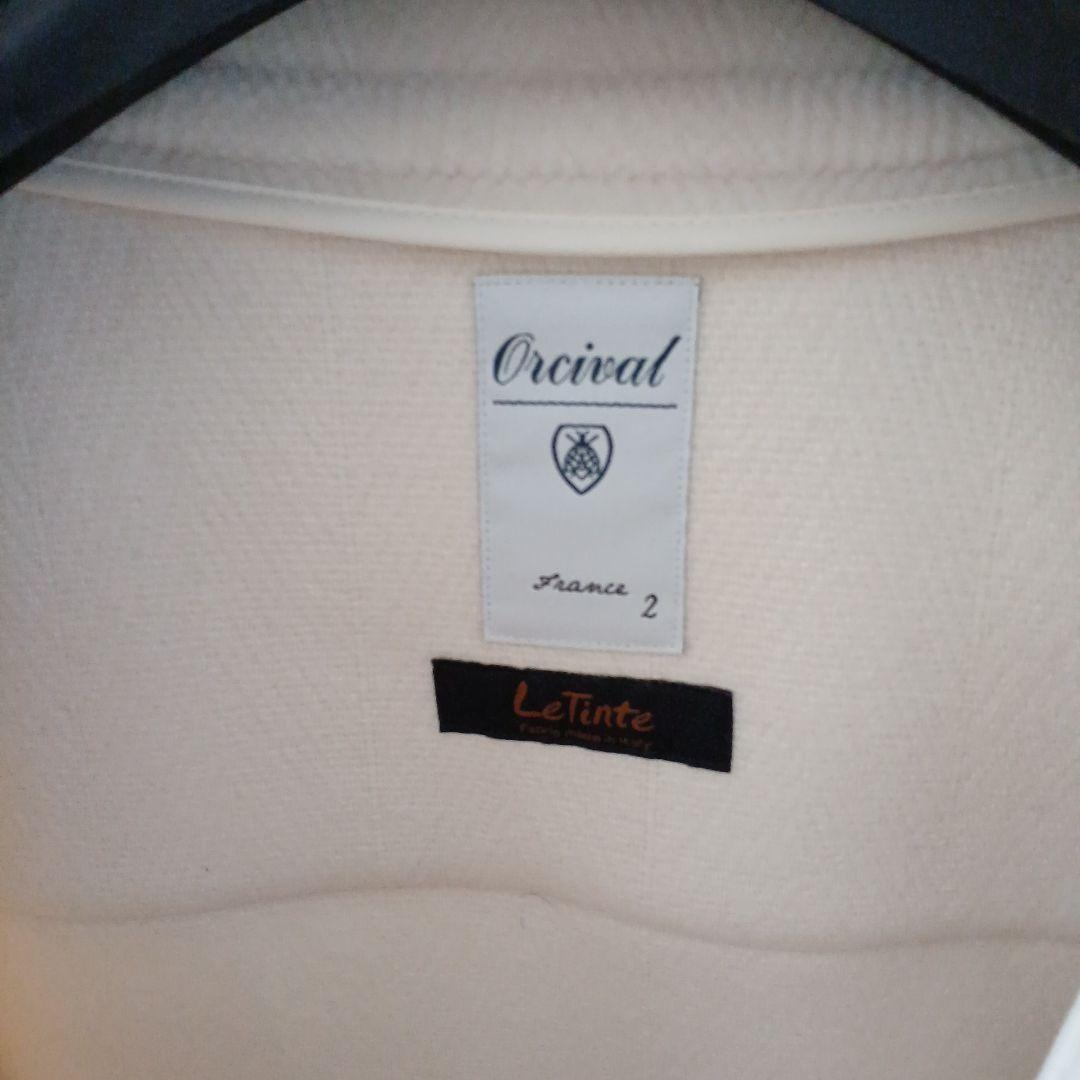 Orcival
France
2
LeTinte
Fabric made in Italy